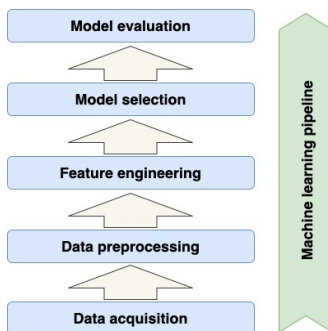 Model evaluation
Model selection
Feature engineering
Data preprocessing
Data acquisition
Machine learning pipeline